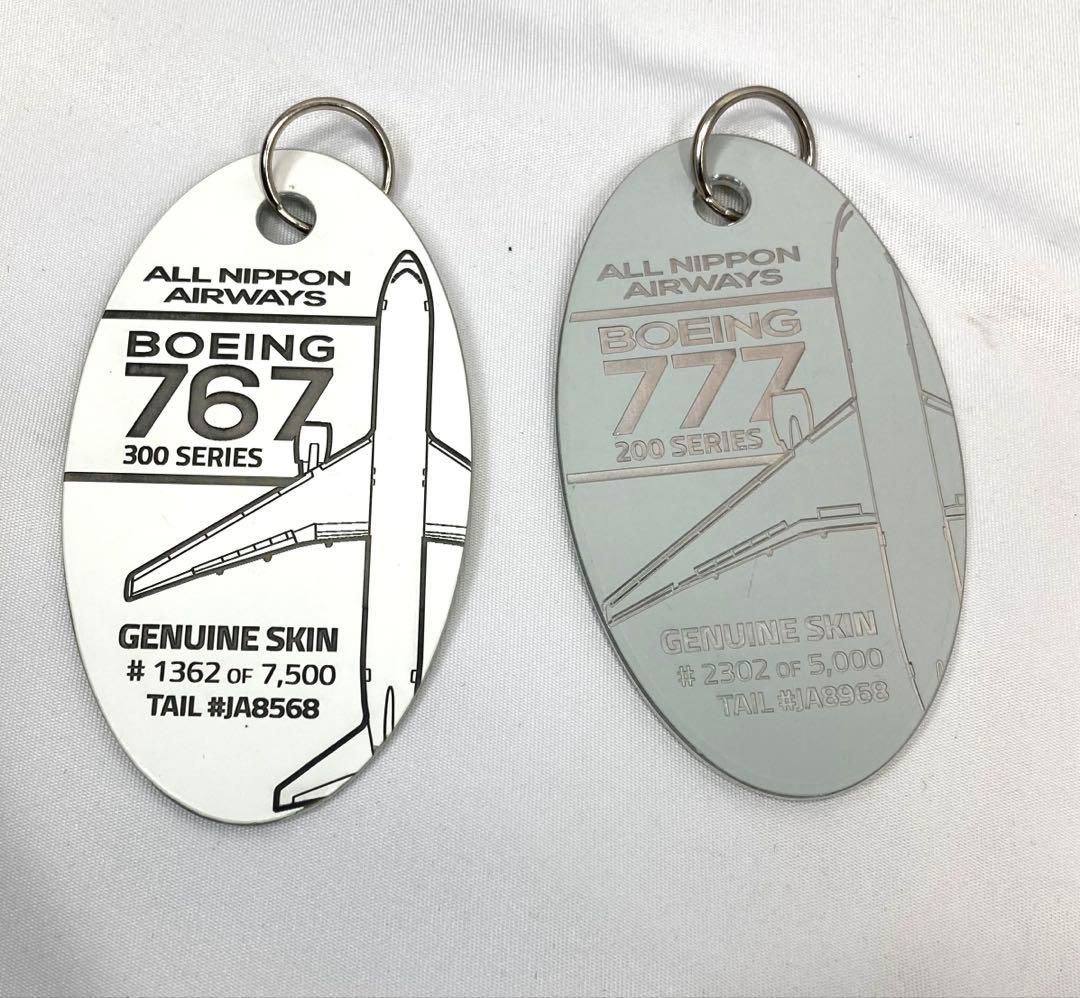 ALL NIPPON
AIRWAYS
BOEING
767
300 SERIES
GENUINE SKIN
# 1362 OF 7,500
TAIL #JA8568
ALL NIPPON
AIRWAYS
BOEING
777
200 SERIES
GENUINE SKIN
# 2302 OF 5,000
TAIL #JA8968